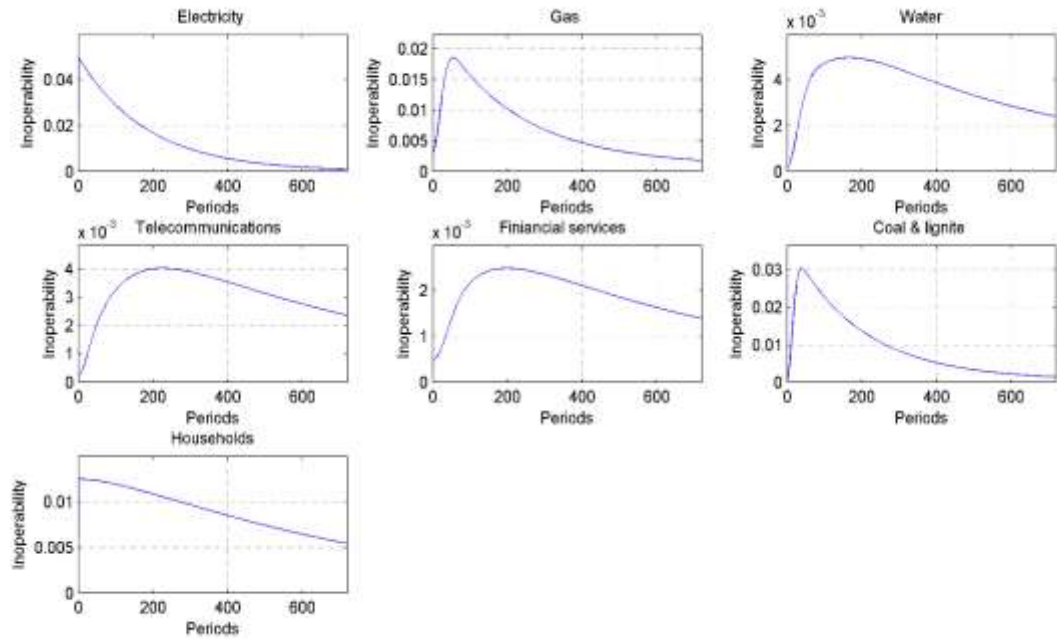 Electricity
Inoperability
0.04
0.02
0
0 200 400 600
Periods
Gas
Inoperability
0.02
0.015
0.01
0.005
0
0 200 400 600
Periods
Water
x 10⁻³
Inoperability
4
2
0
0 200 400 600
Periods
Telecommunications
x 10⁻³
Inoperability
4
3
2
1
0
0 200 400 600
Periods
Finiancial services
x 10⁻³
Inoperability
2
1
0
0 200 400 600
Periods
Coal & lignite
Inoperability
0.03
0.02
0.01
0
0 200 400 600
Periods
Households
Inoperability
0.01
0.005
0
0 200 400 600
Periods